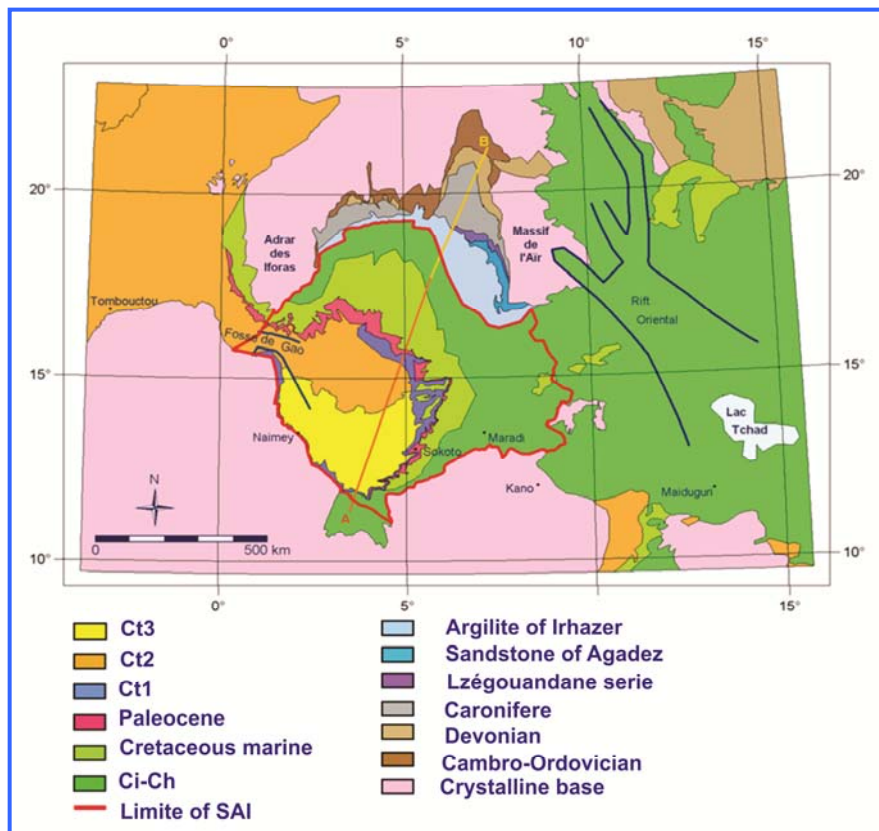 0° 5° 10° 15°
20° 20°
15° 15°
10° 10°
0° 5° 10° 15°
B
Adrar
des
Iforas
Massif
de
l'Aïr
Tombouctou
Rift
Oriental
Fosse de Gao
Lac
Tchad
Naimey
Sokoto
Maradi
Kano
Maiduguri
N
A
0 500 km
Ct3
Ct2
Ct1
Paleocene
Cretaceous marine
Ci-Ch
Limite of SAI
Argilite of Irhazer
Sandstone of Agadez
Lzégouandane serie
Caronifere
Devonian
Cambro-Ordovician
Crystalline base